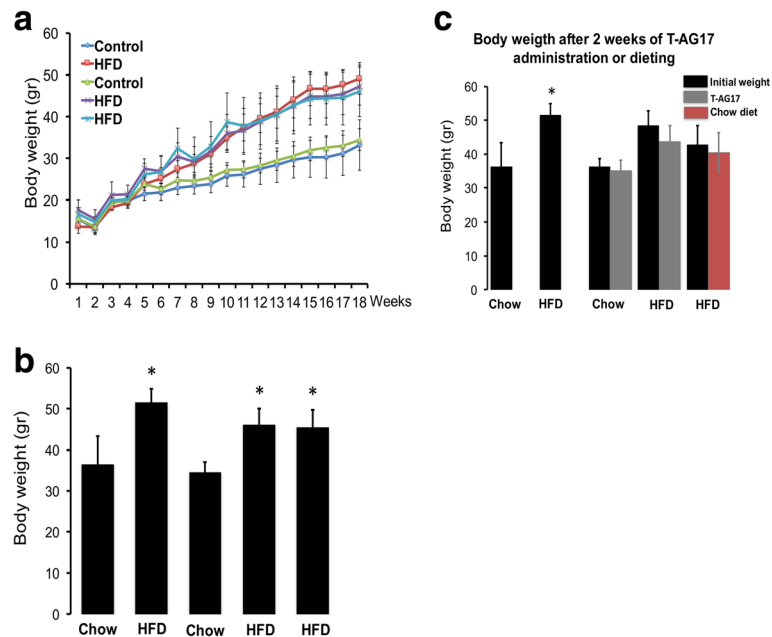 a
60
50
40
30
20
10
0
Body weight (gr)
Control
HFD
Control
HFD
HFD
1 2 3 4 5 6 7 8 9 10 11 12 13 14 15 16 17 18 Weeks
c
Body weigth after 2 weeks of T-AG17
administration or dieting
60
50
40
30
20
10
0
Body weight (gr)
Initial weight
T-AG17
Chow diet
*
Chow HFD Chow HFD HFD
b
60
50
40
30
20
10
0
Body weight (gr)
* * *
Chow HFD Chow HFD HFD